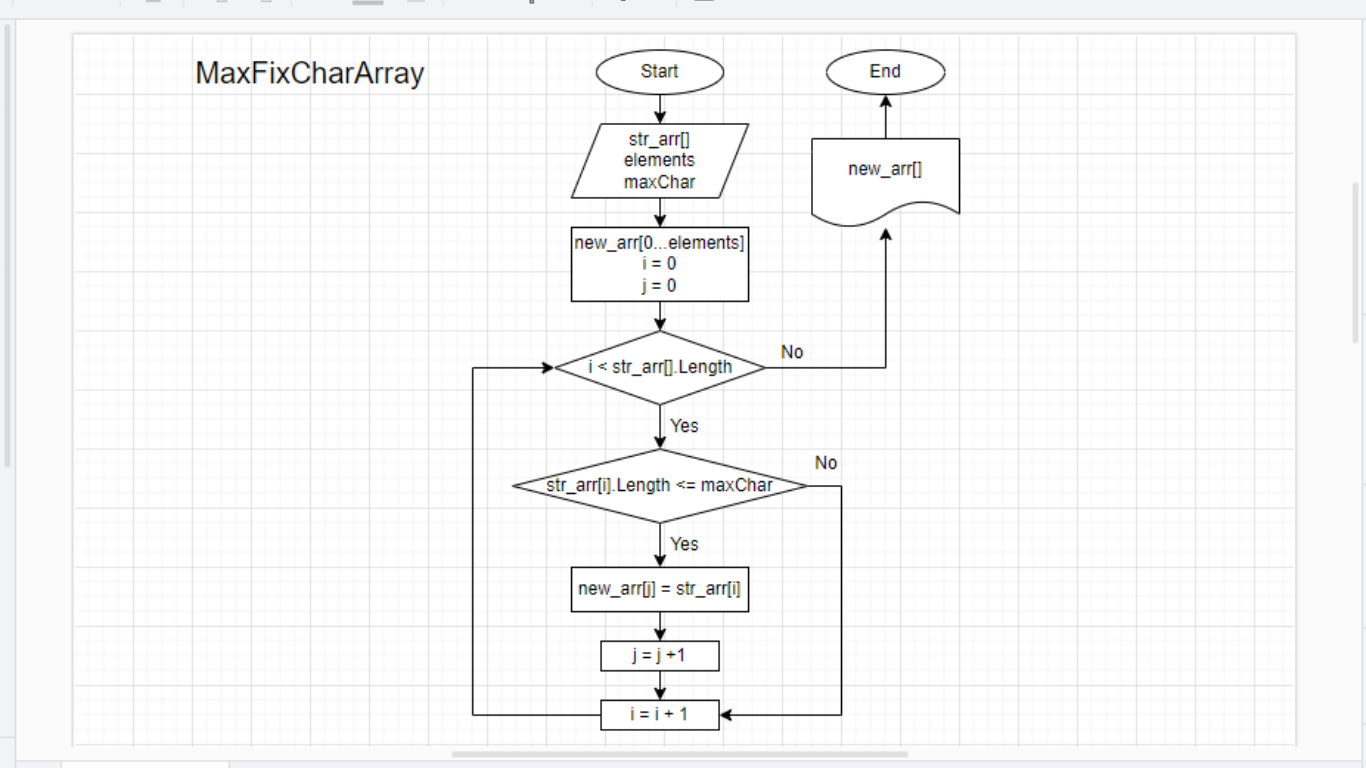 MaxFixCharArray
Start
End
str_arr[]
elements
maxChar
new_arr[]
new_arr[0...elements]
i = 0
j = 0
i < str_arr[].Length
No
Yes
str_arr[i].Length <= maxChar
No
Yes
new_arr[j] = str_arr[i]
j = j +1
i = i + 1